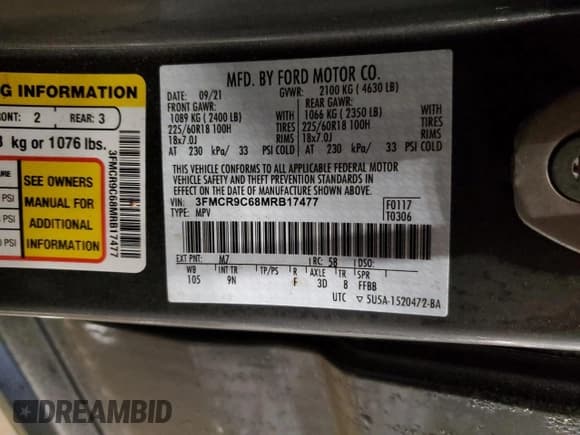 G INFORMATION
FRONT: 2 REAR: 3
kg or 1076 lbs.
SEE OWNERS
MANUAL FOR
ADDITIONAL
INFORMATION
PSI
PSI
PSI
3FMCR9C68MRB17477
MFD. BY FORD MOTOR CO.
DATE: 09/21 GVWR: 2100 KG ( 4630 LB)
FRONT GAWR: REAR GAWR:
1089 KG ( 2400 LB) 1066 KG ( 2350 LB)
225/60R18 100H TIRES 225/60R18 100H TIRES
18x7.0J RIMS 18x7.0J RIMS
AT 230 kPa/ 33 PSI COLD AT 230 kPa/ 33 PSI COLD
THIS VEHICLE CONFORMS TO ALL APPLICABLE FEDERAL MOTOR
VEHICLE SAFETY AND THEFT PREVENTION STANDARDS IN
EFFECT ON THE DATE OF MANUFACTURE SHOWN ABOVE.
VIN: 3FMCR9C68MRB17477 F0117
TYPE: MPV T0306
EXT PNT: M7 RC: 58 DSO:
WB INT TR TP/PS R AXLE TR SPR
105 9N F 3D 8 FFBB
UTC ▽ 5U5A-1520472-BA
DREAMBID